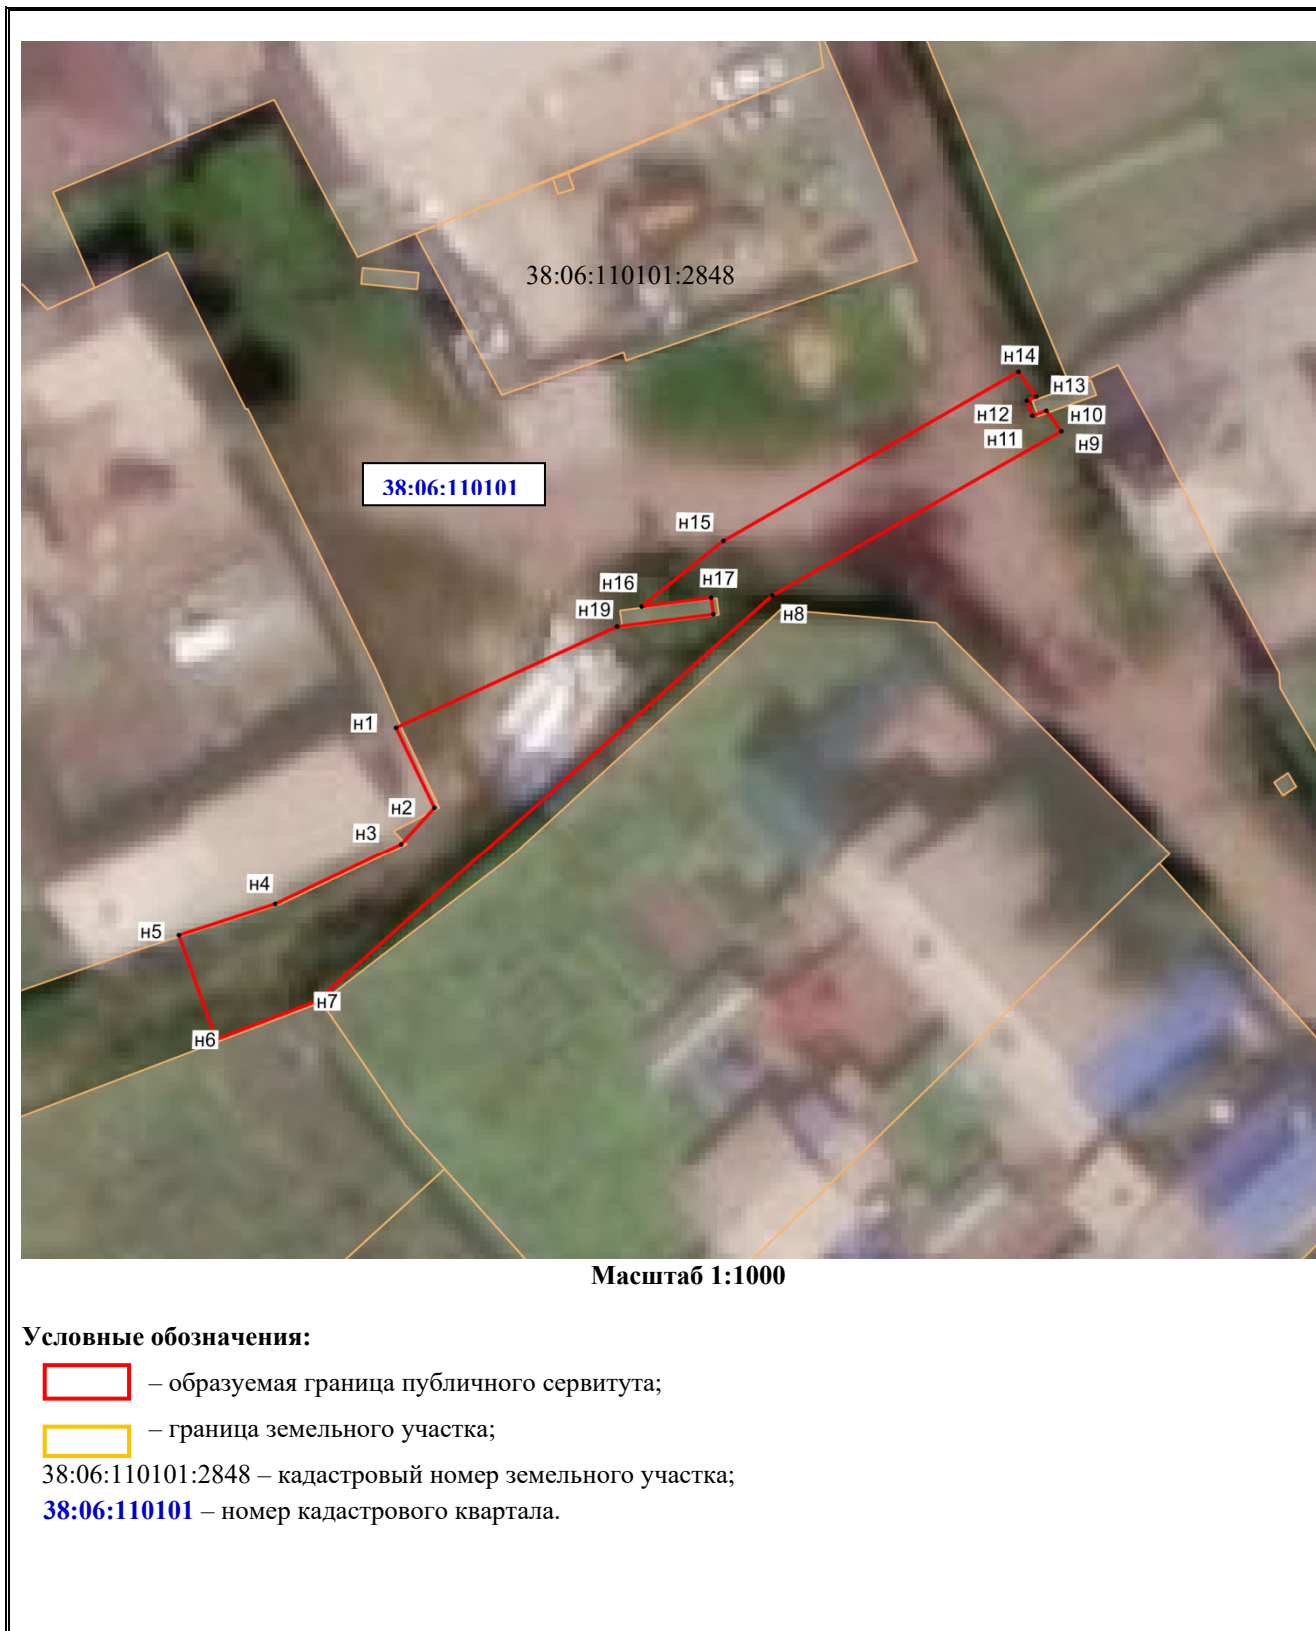 38:06:110101:2848
н14
н13
н12
н10
н11
н9
38:06:110101
н15
н16
н17
н19
н8
н1
н2
н3
н4
н5
н7
н6
Масштаб 1:1000
Условные обозначения:
– образуемая граница публичного сервитута;
– граница земельного участка;
38:06:110101:2848 – кадастровый номер земельного участка;
38:06:110101 – номер кадастрового квартала.